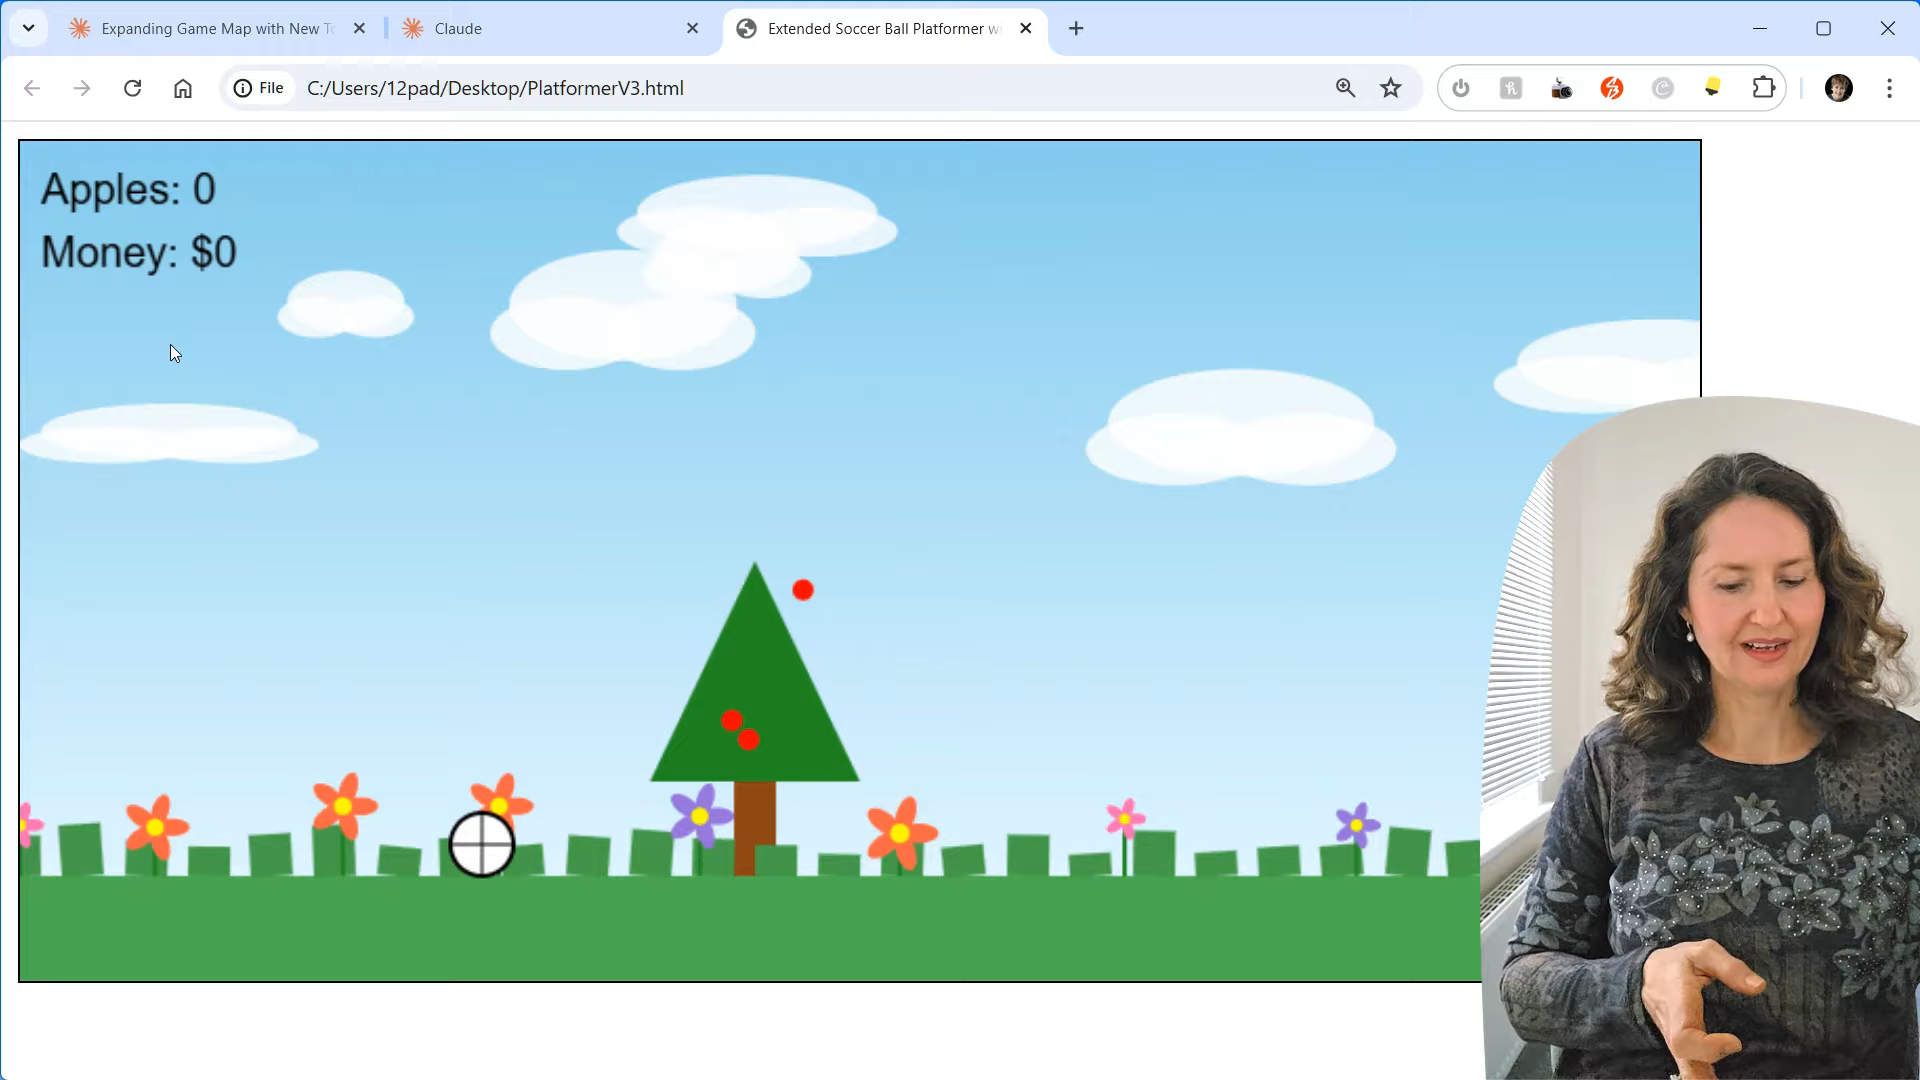 Expanding Game Map with New T
Claude
Extended Soccer Ball Platformer w
File
C:/Users/12pad/Desktop/PlatformerV3.html
Apples: 0
Money: $0